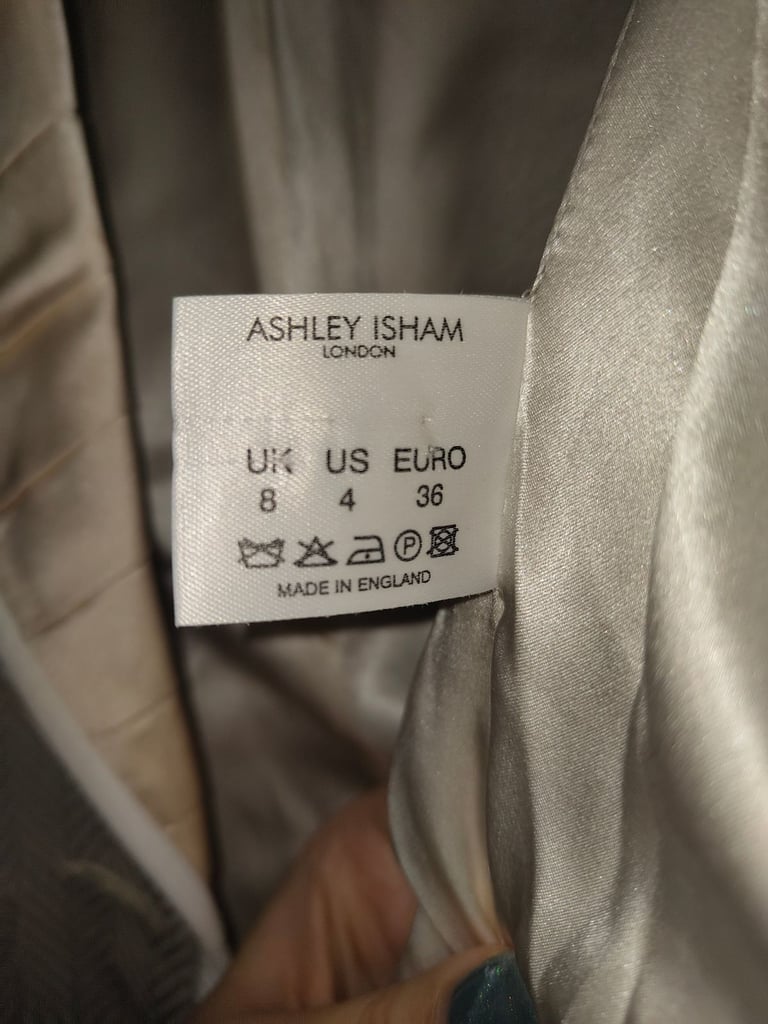 ASHLEY ISHAM
LONDON
UK US EURO
8 4 36
P
MADE IN ENGLAND